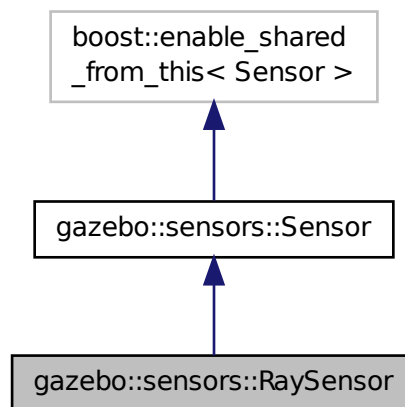 boost::enable_shared
_from_this< Sensor >
gazebo::sensors::Sensor
gazebo::sensors::RaySensor